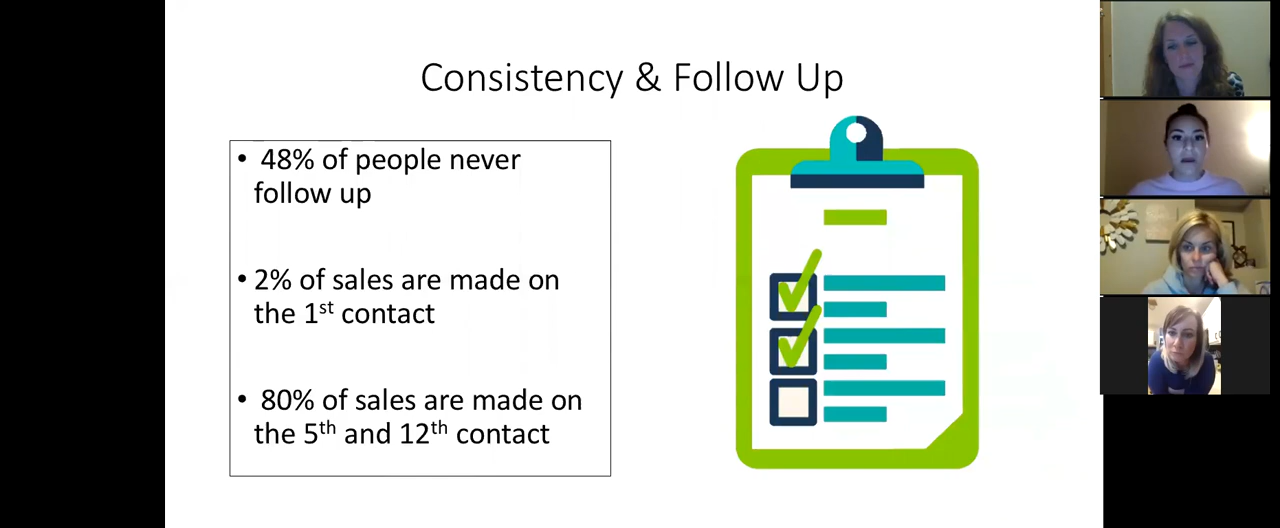 Consistency & Follow Up
• 48% of people never
follow up
• 2% of sales are made on
the 1st contact
• 80% of sales are made on
the 5th and 12th contact